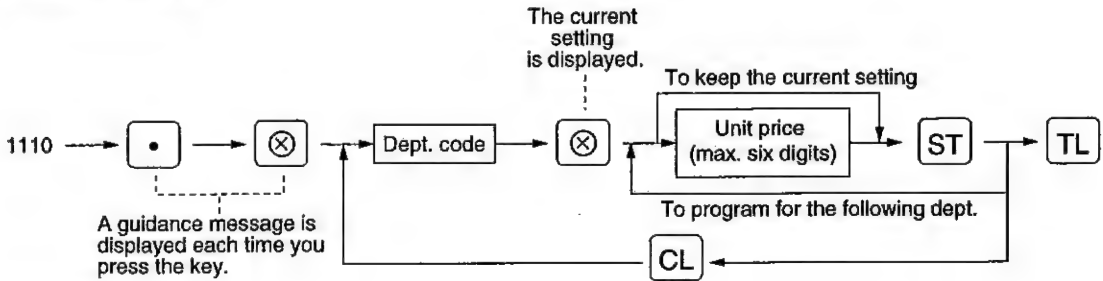 The current
setting
is displayed.
To keep the current setting
1110
•
⊗
Dept. code
⊗
Unit price
(max. six digits)
ST
TL
To program for the following dept.
A guidance message is
displayed each time you
press the key.
CL